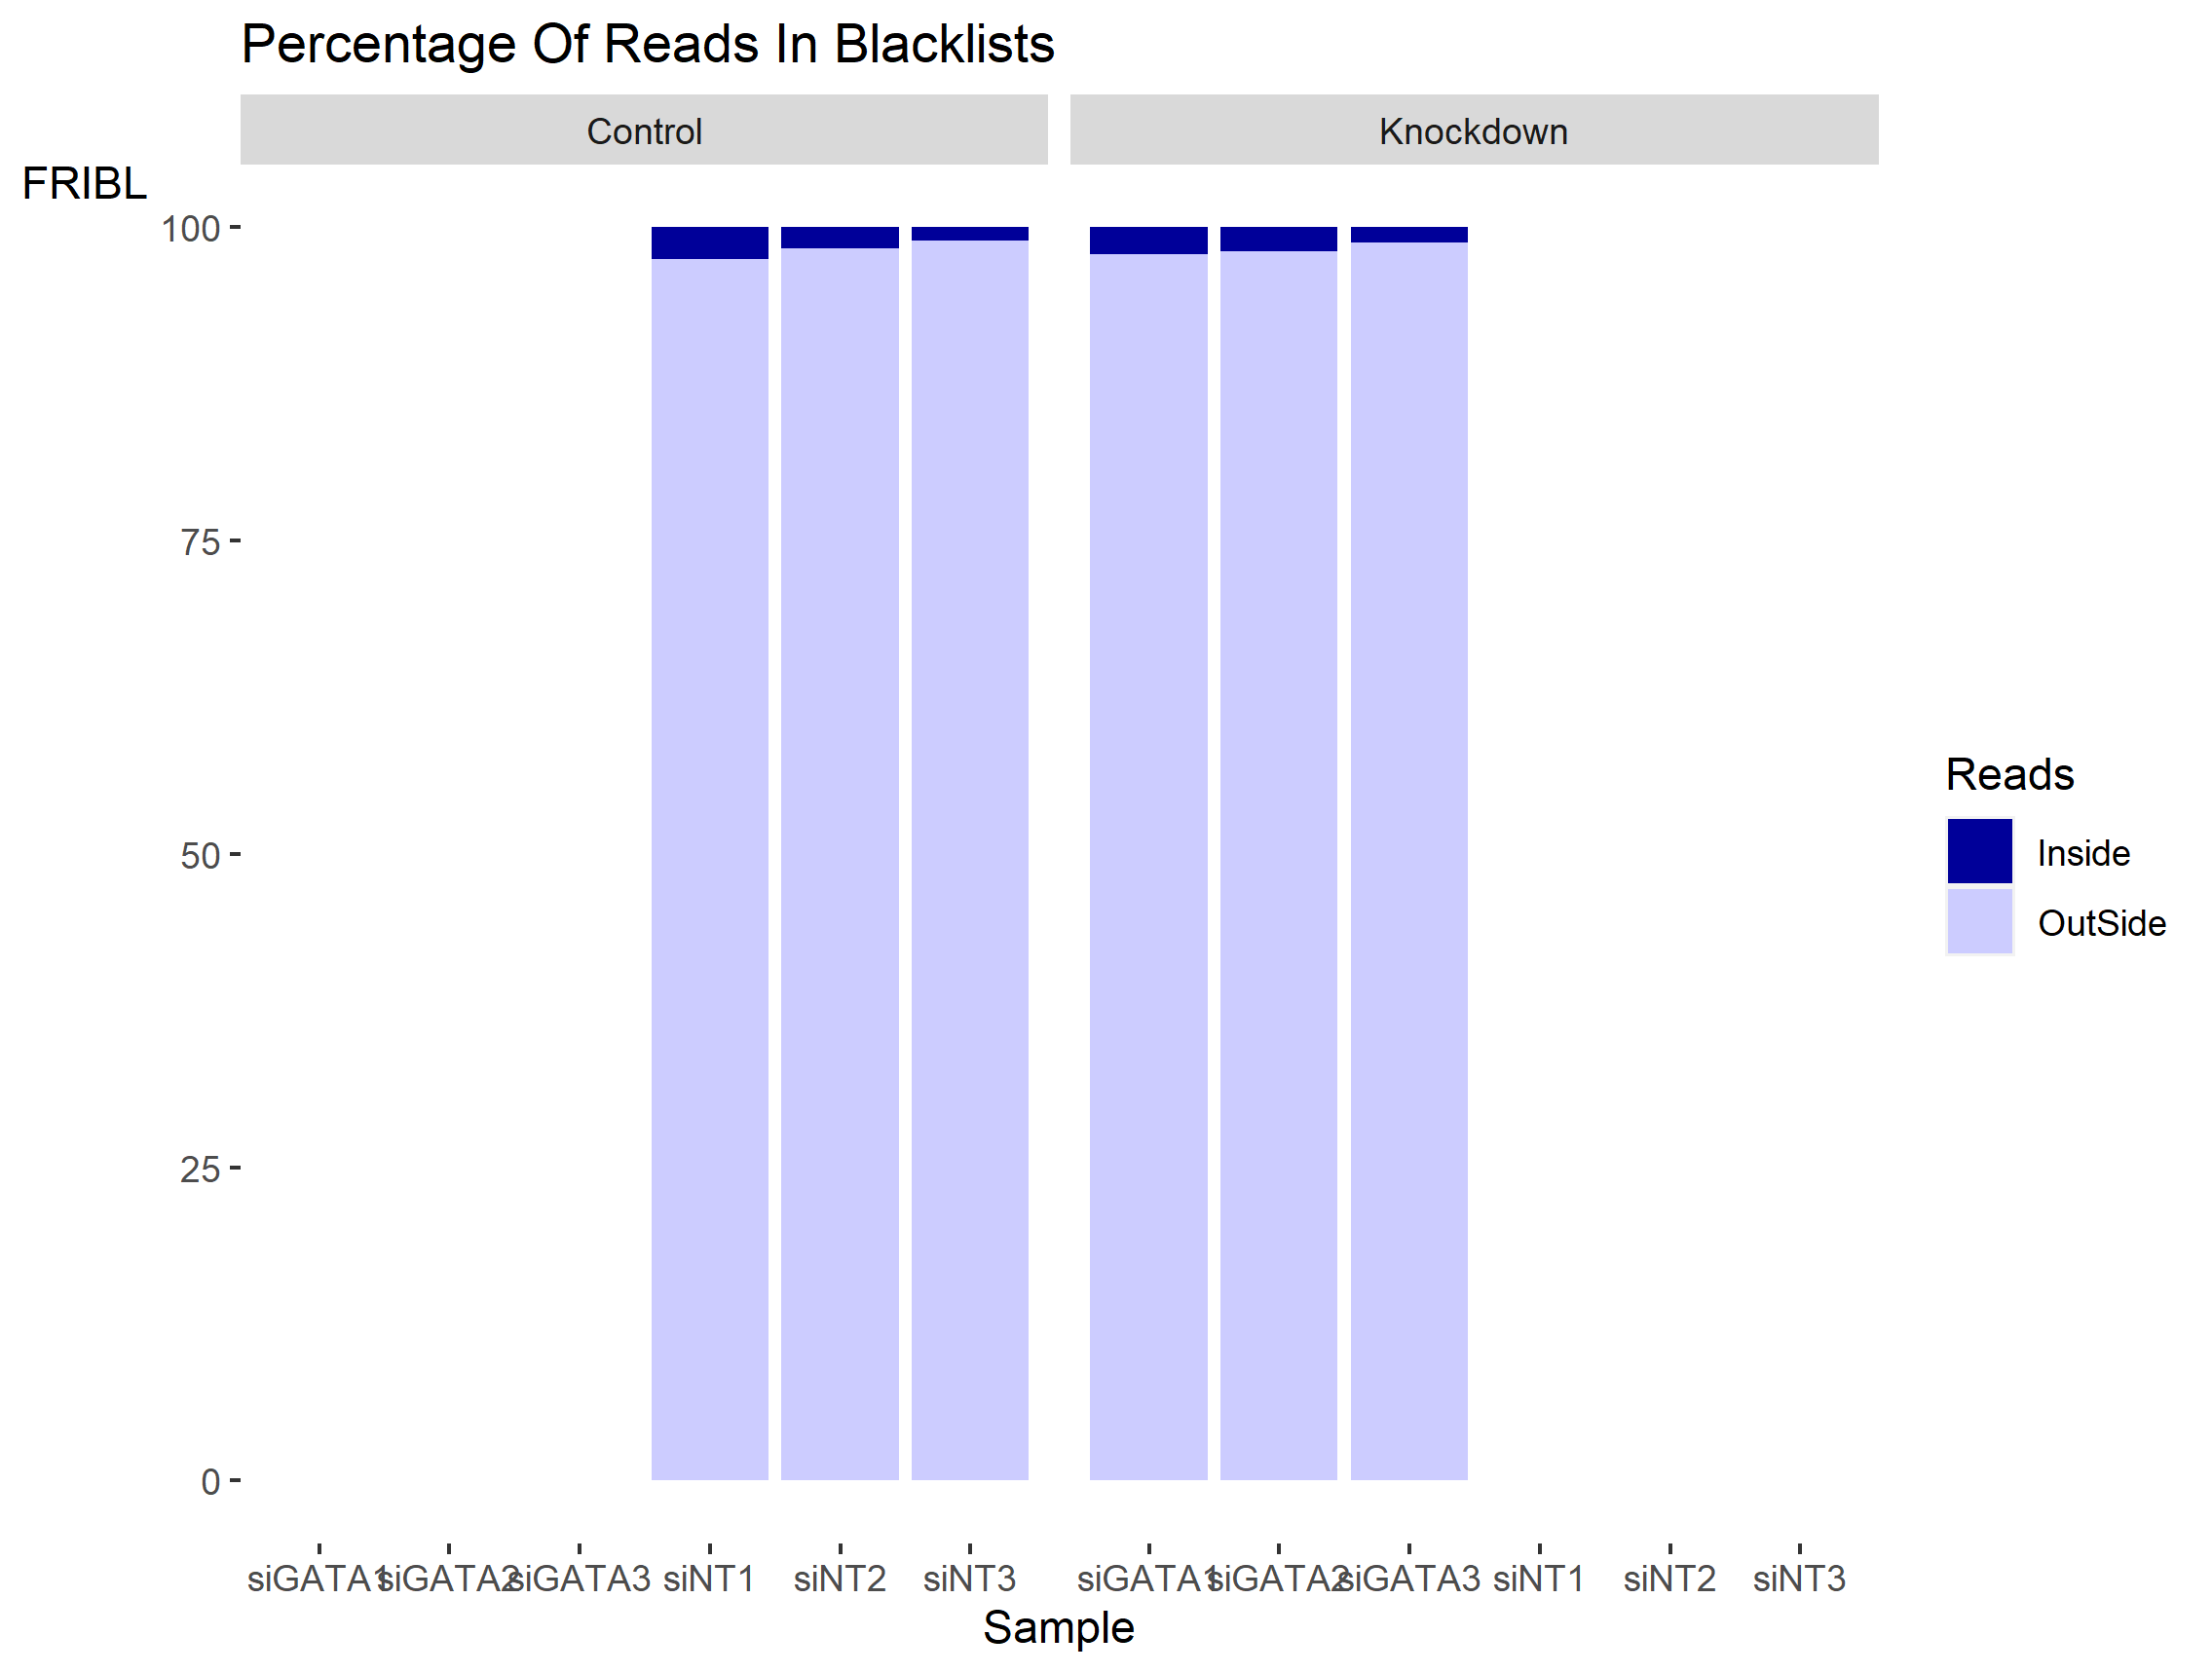 Percentage Of Reads In Blacklists
Control
Knockdown
FRIBL
100
75
50
25
0
siGATA1 siGATA2 siGATA3 siNT1 siNT2 siNT3
siGATA1 siGATA2 siGATA3 siNT1 siNT2 siNT3
Sample
Reads
Inside
OutSide